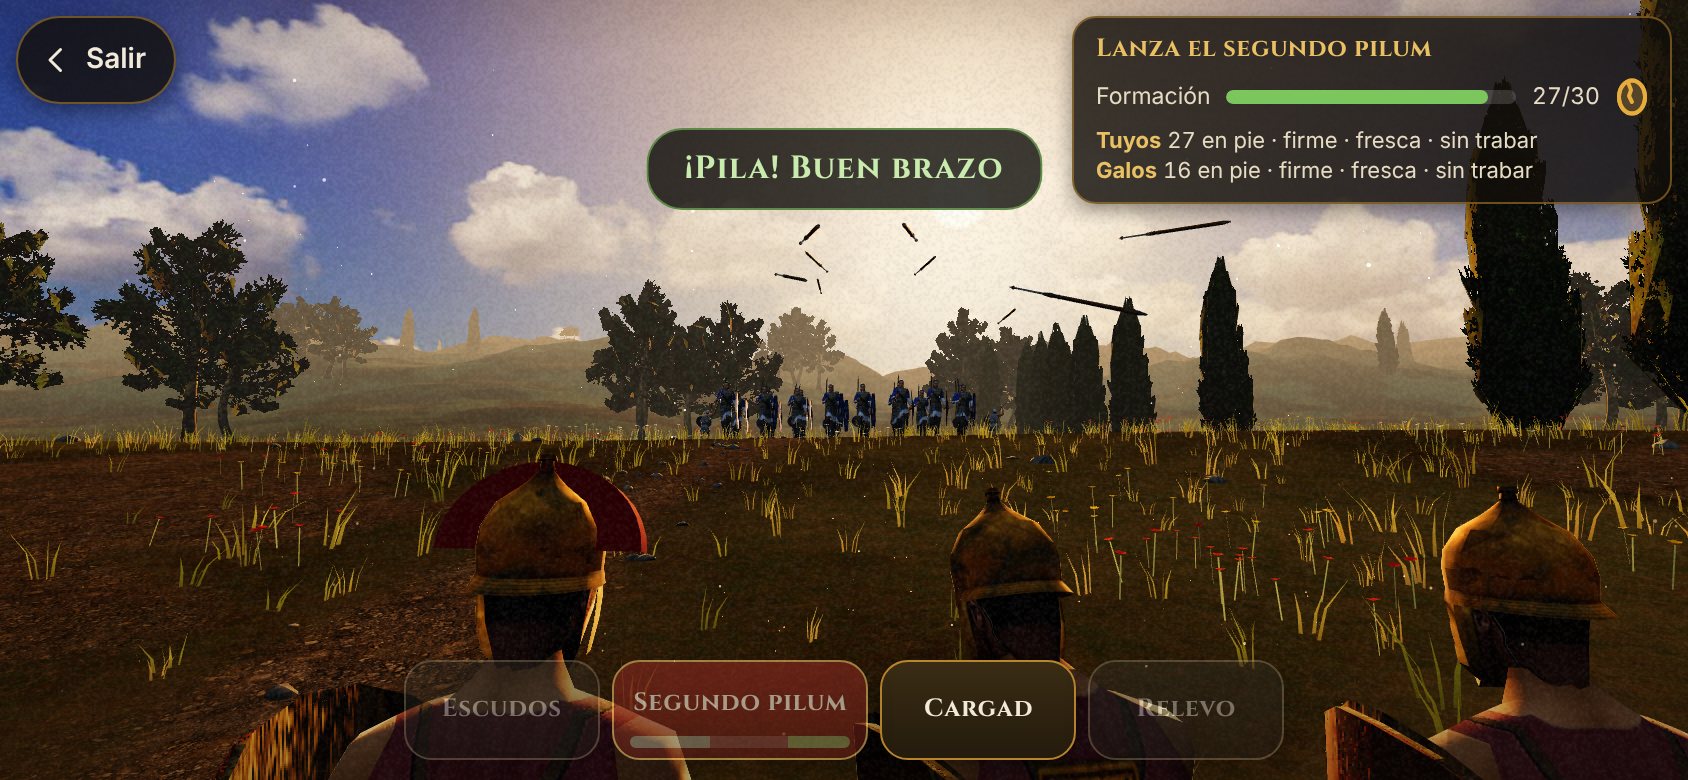 Salir
LANZA EL SEGUNDO PILUM
Formación 27/30
Tuyos 27 en pie · firme · fresca · sin trabar
Galos 16 en pie · firme · fresca · sin trabar
¡PILA! BUEN BRAZO
ESCUDOS
SEGUNDO PILUM
CARGAD
RELEVO